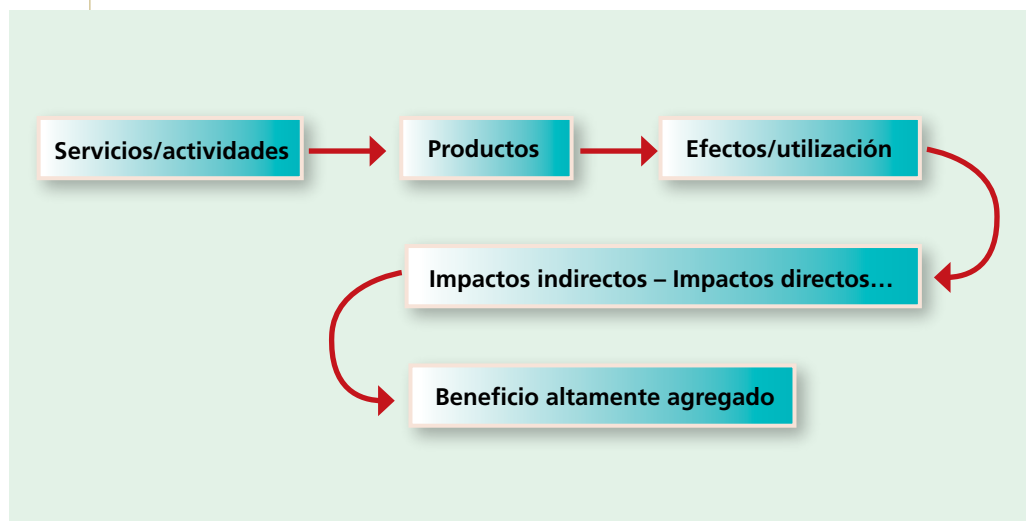 Servicios/actividades
Productos
Efectos/utilización
Impactos indirectos – Impactos directos…
Beneficio altamente agregado